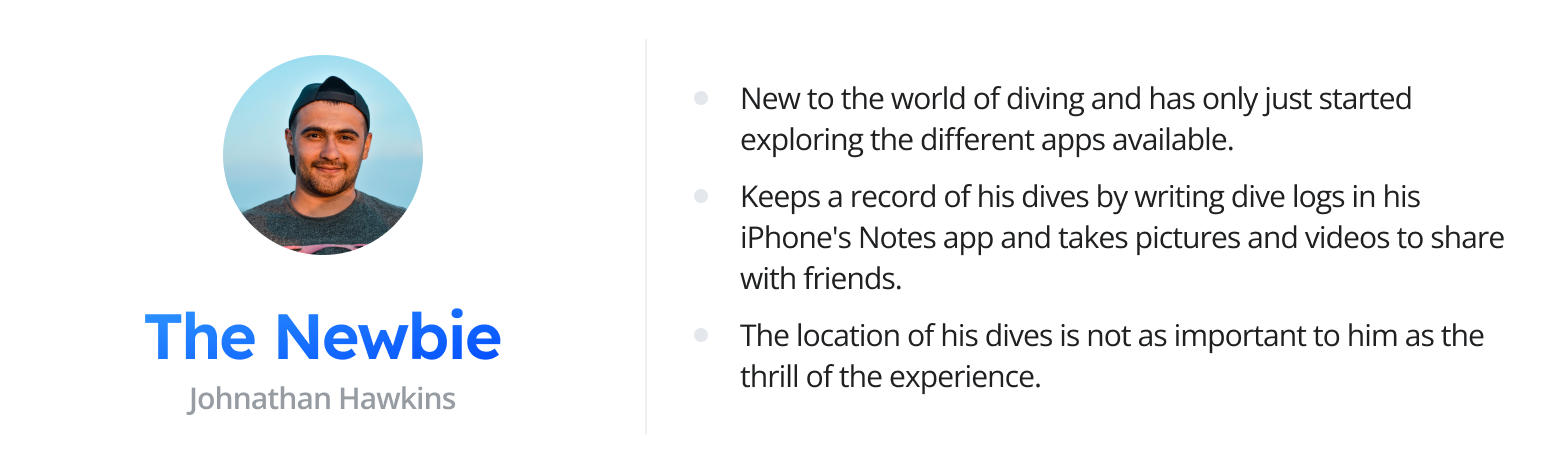 The Newbie
Johnathan Hawkins
New to the world of diving and has only just started
exploring the different apps available.
Keeps a record of his dives by writing dive logs in his
iPhone's Notes app and takes pictures and videos to share
with friends.
The location of his dives is not as important to him as the
thrill of the experience.